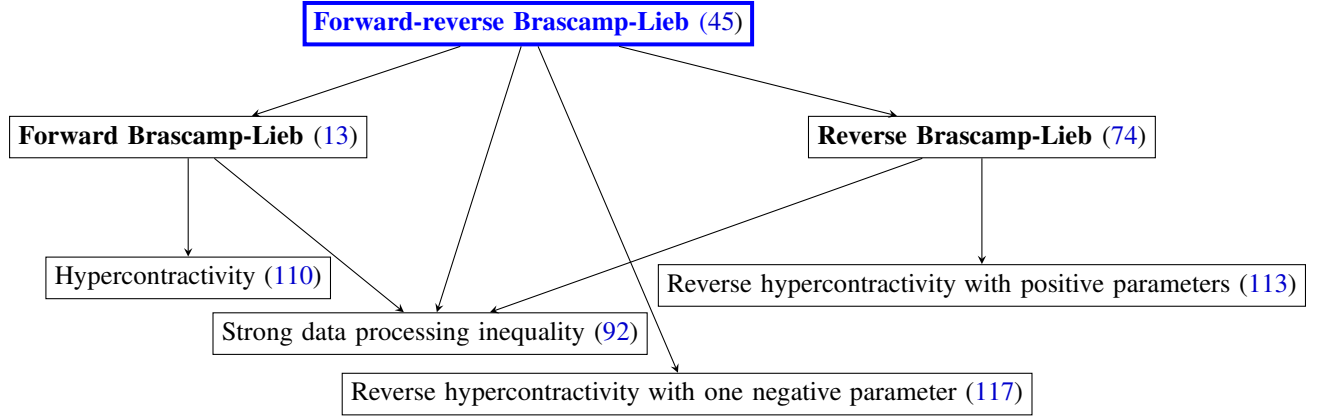 Forward-reverse Brascamp-Lieb (45)
Forward Brascamp-Lieb (13)
Reverse Brascamp-Lieb (74)
Hypercontractivity (110)
Reverse hypercontractivity with positive parameters (113)
Strong data processing inequality (92)
Reverse hypercontractivity with one negative parameter (117)